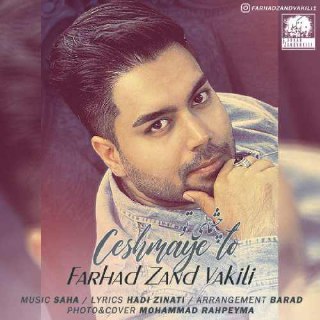 FARHADZANDVAKILI1
Ceshmaye to
FARHAD ZAND VAKILI
MUSIC SAHA / LYRICS HADI ZINATI / ARRANGEMENT BARAD
PHOTO&COVER MOHAMMAD RAHPEYMA